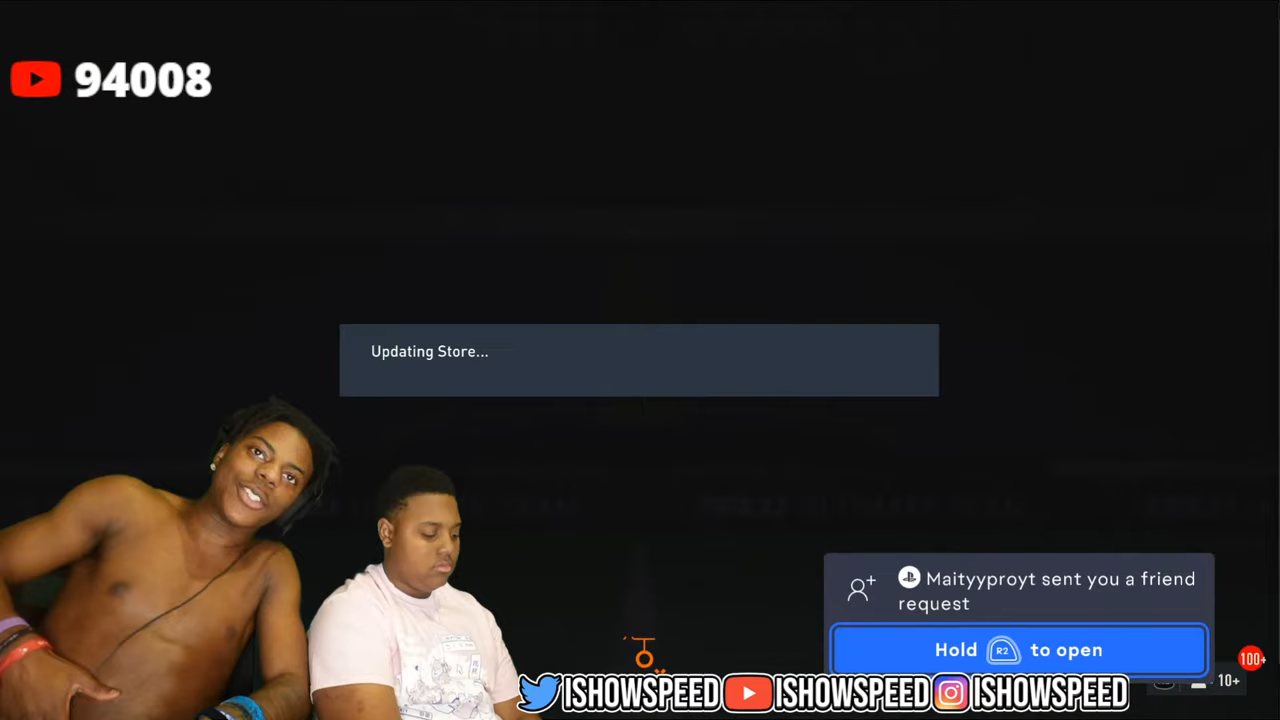 94008
Updating Store...
Maityyproyt sent you a friend
request
Hold R2 to open
100+
10+
ISHOWSPEED ISHOWSPEED ISHOWSPEED